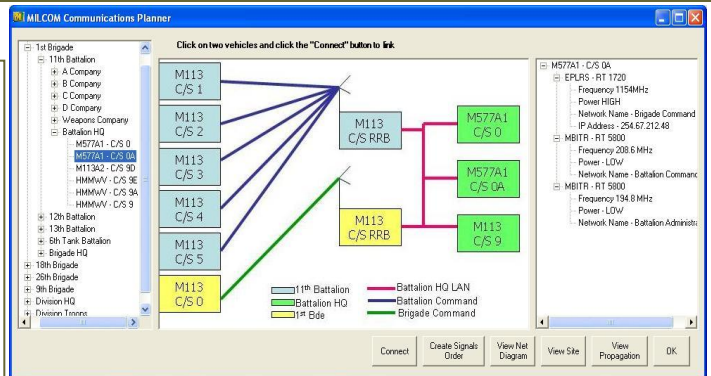 MILCOM Communications Planner
Click on two vehicles and click the "Connect" button to link
1st Brigade
11th Battalion
A Company
B Company
C Company
D Company
Weapons Company
Battalion HQ
M577A1 - C/S 0
M577A1 - C/S 0A
M113A2 - C/S 9D
HMMWV - C/S 9E
HMMWV - C/S 9A
HMMWV - C/S 9
12th Battalion
13th Battalion
6th Tank Battalion
Brigade HQ
18th Brigade
26th Brigade
9th Brigade
Division HQ
Division Troops
M113
C/S 1
M113
C/S 2
M113
C/S 3
M113
C/S 4
M113
C/S 5
M113
C/S 0
M113
C/S RRB
M113
C/S RRB
M577A1
C/S 0
M577A1
C/S 0A
M113
C/S 9
11th Battalion
Battalion HQ
1st Bde
Battalion HQ LAN
Battalion Command
Brigade Command
M577A1 - C/S 0A
EPLRS - RT 1720
Frequency 1154MHz
Power HIGH
Network Name - Brigade Command
IP Address - 254.67.212.48
MBITR - RT 5800
Frequency 208.6 MHz
Power - LOW
Network Name - Battalion Command
MBITR - RT 5800
Frequency 194.8 MHz
Power - LOW
Network Name - Battalion Administra
Connect
Create Signals
Order
View Net
Diagram
View Site
View
Propagation
OK